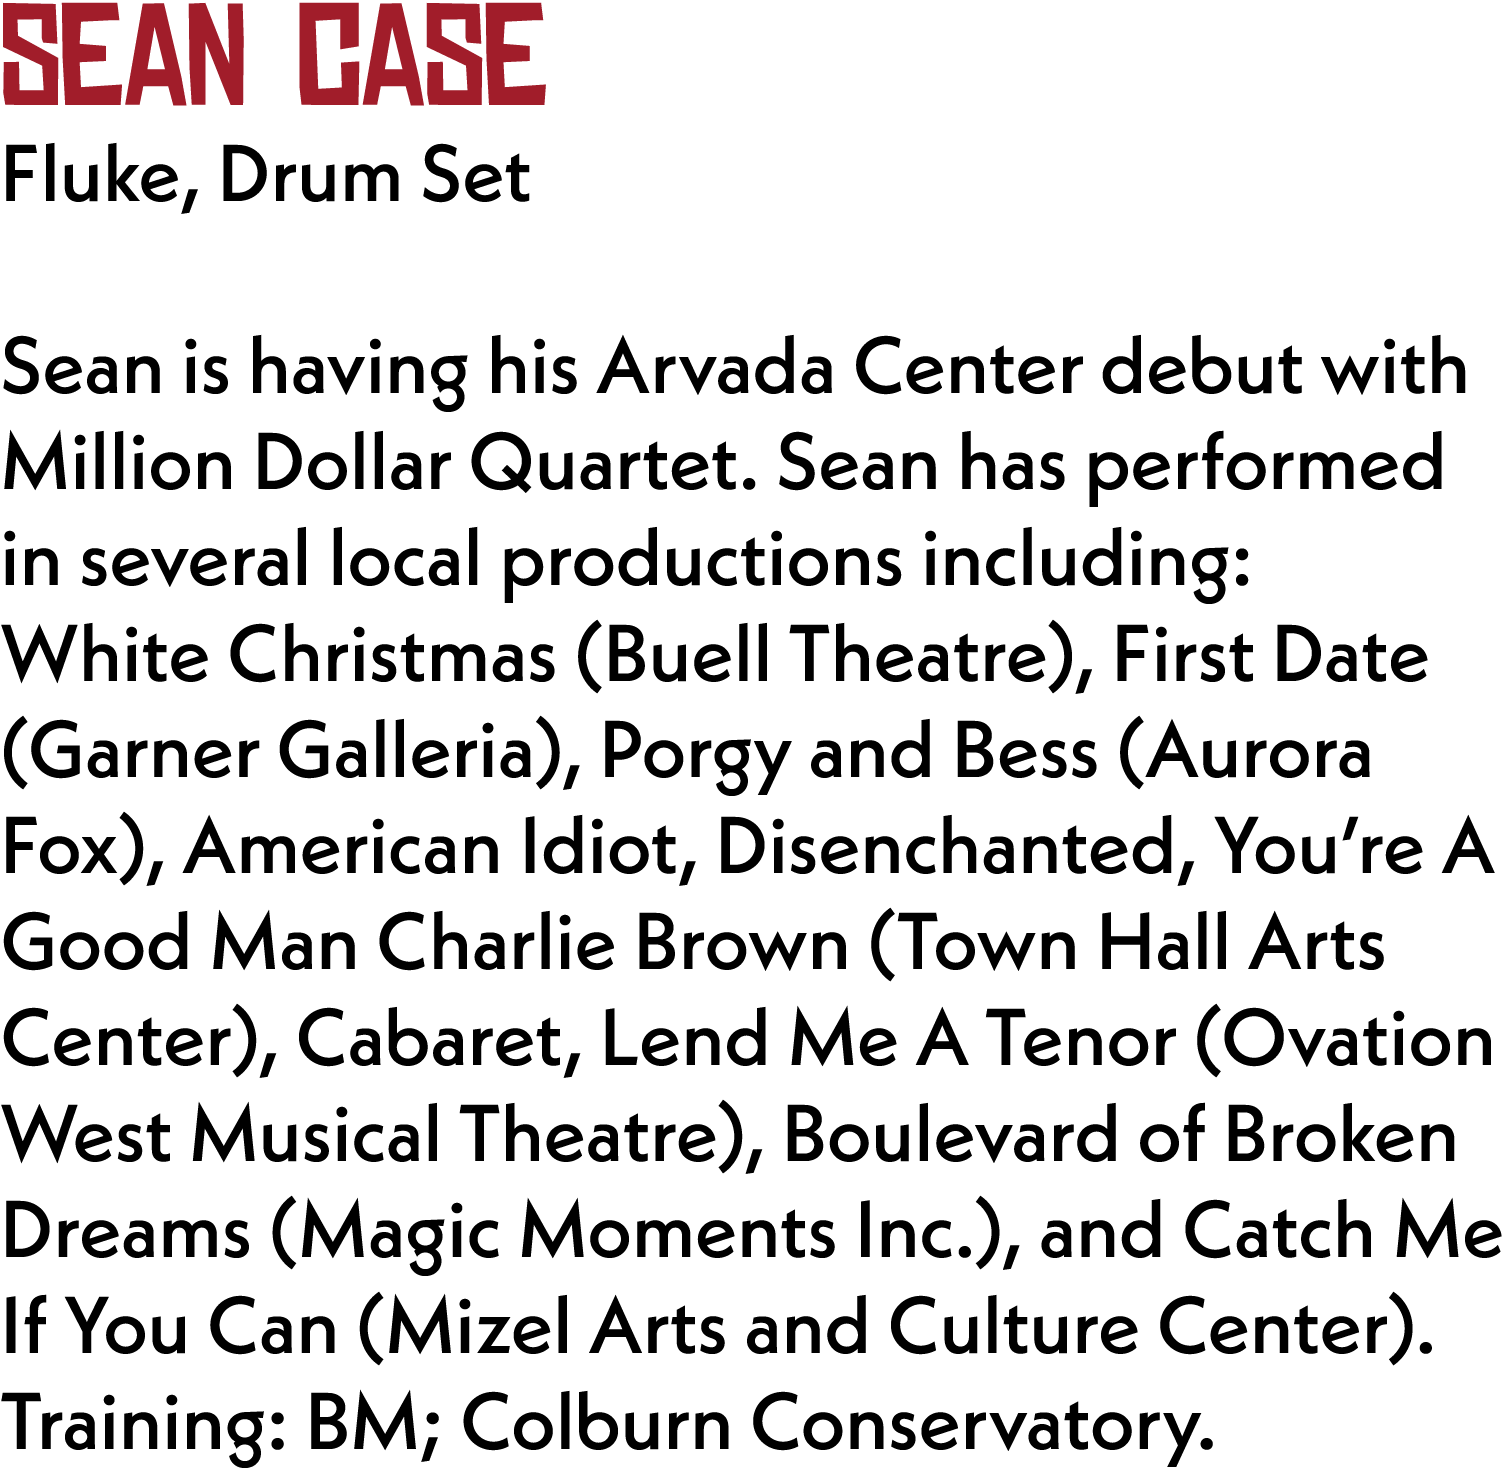 SEAN CASE
Fluke, Drum Set
Sean is having his Arvada Center debut with
Million Dollar Quartet. Sean has performed
in several local productions including:
White Christmas (Buell Theatre), First Date
(Garner Galleria), Porgy and Bess (Aurora
Fox), American Idiot, Disenchanted, You’re A
Good Man Charlie Brown (Town Hall Arts
Center), Cabaret, Lend Me A Tenor (Ovation
West Musical Theatre), Boulevard of Broken
Dreams (Magic Moments Inc.), and Catch Me
If You Can (Mizel Arts and Culture Center).
Training: BM; Colburn Conservatory.